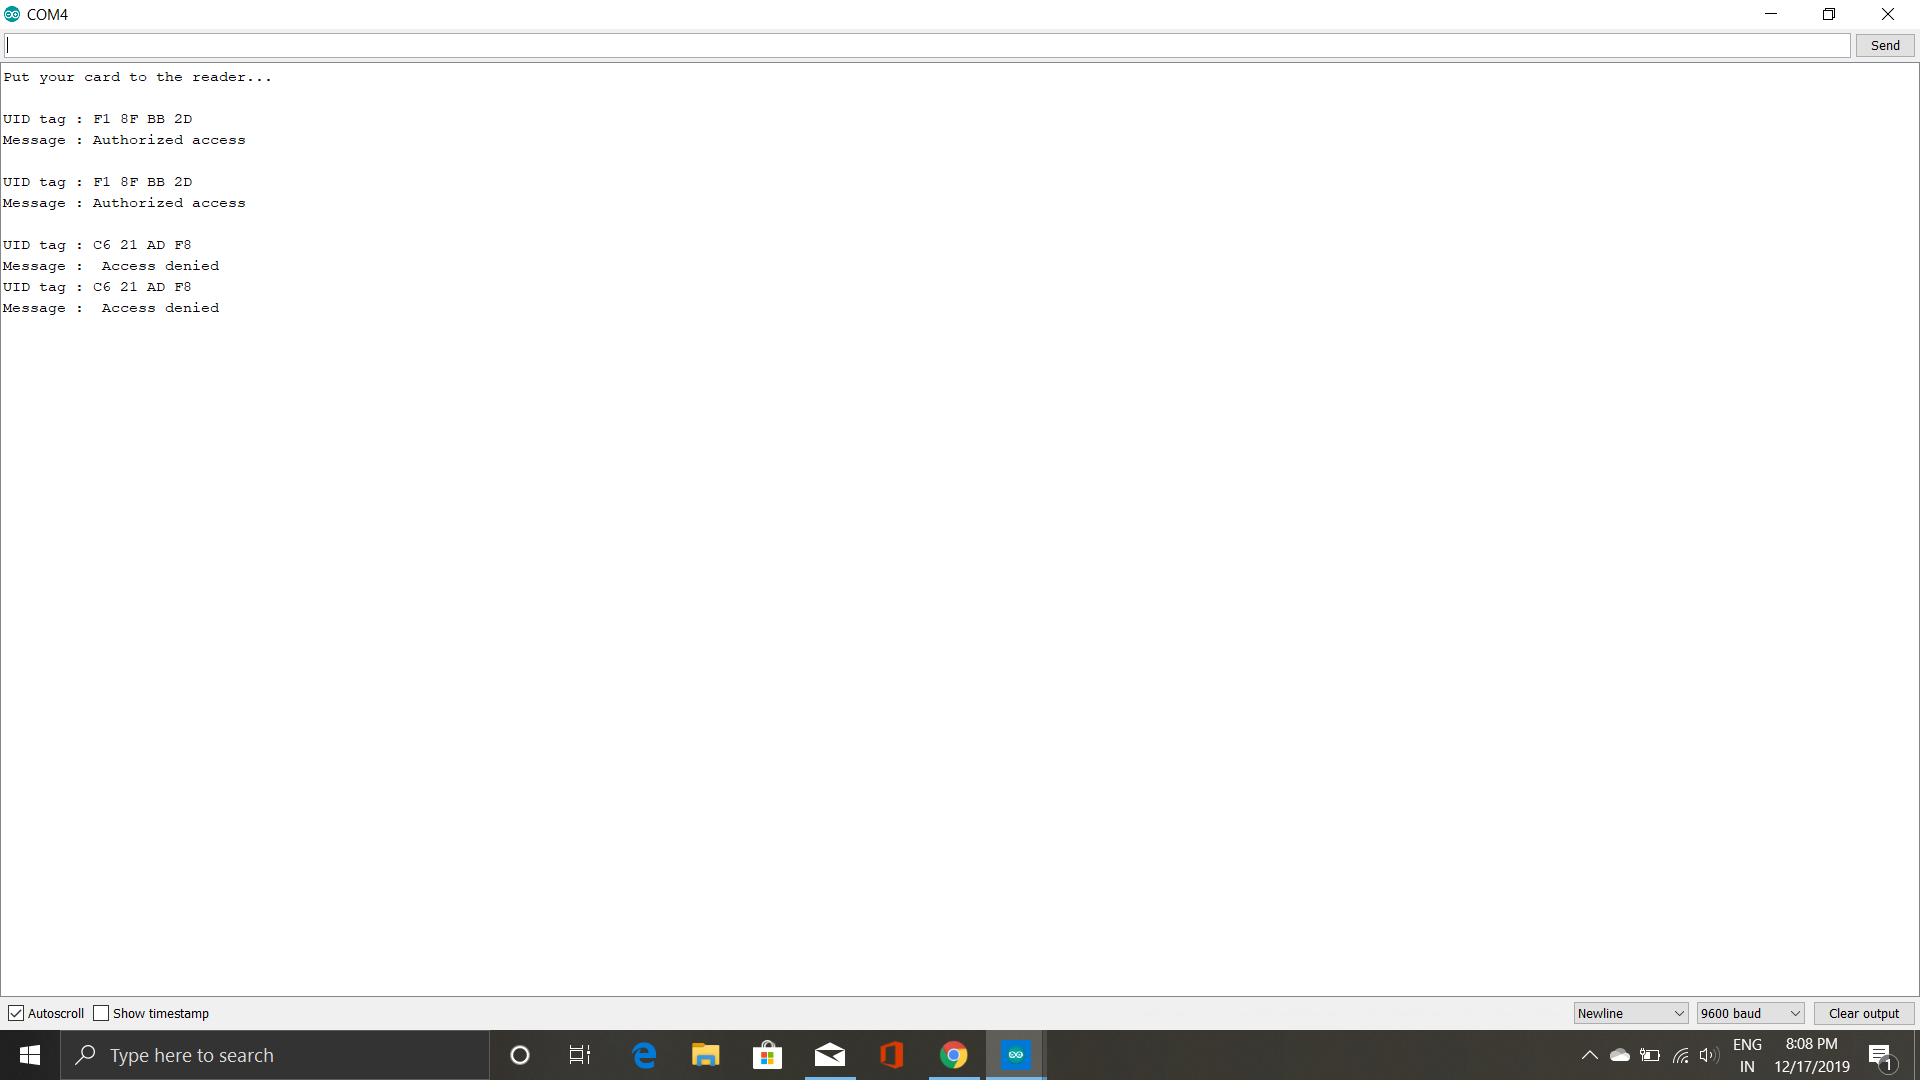 COM4
Send
Put your card to the reader...
UID tag : F1 8F BB 2D
Message : Authorized access
UID tag : F1 8F BB 2D
Message : Authorized access
UID tag : C6 21 AD F8
Message :  Access denied
UID tag : C6 21 AD F8
Message :  Access denied
Autoscroll Show timestamp Newline 9600 baud Clear output
Type here to search
ENG 8:08 PM
IN 12/17/2019 1